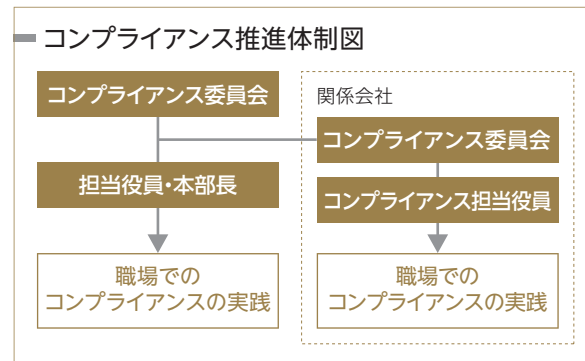 コンプライアンス推進体制図
コンプライアンス委員会
担当役員・本部長
職場での
コンプライアンスの実践
関係会社
コンプライアンス委員会
コンプライアンス担当役員
職場での
コンプライアンスの実践